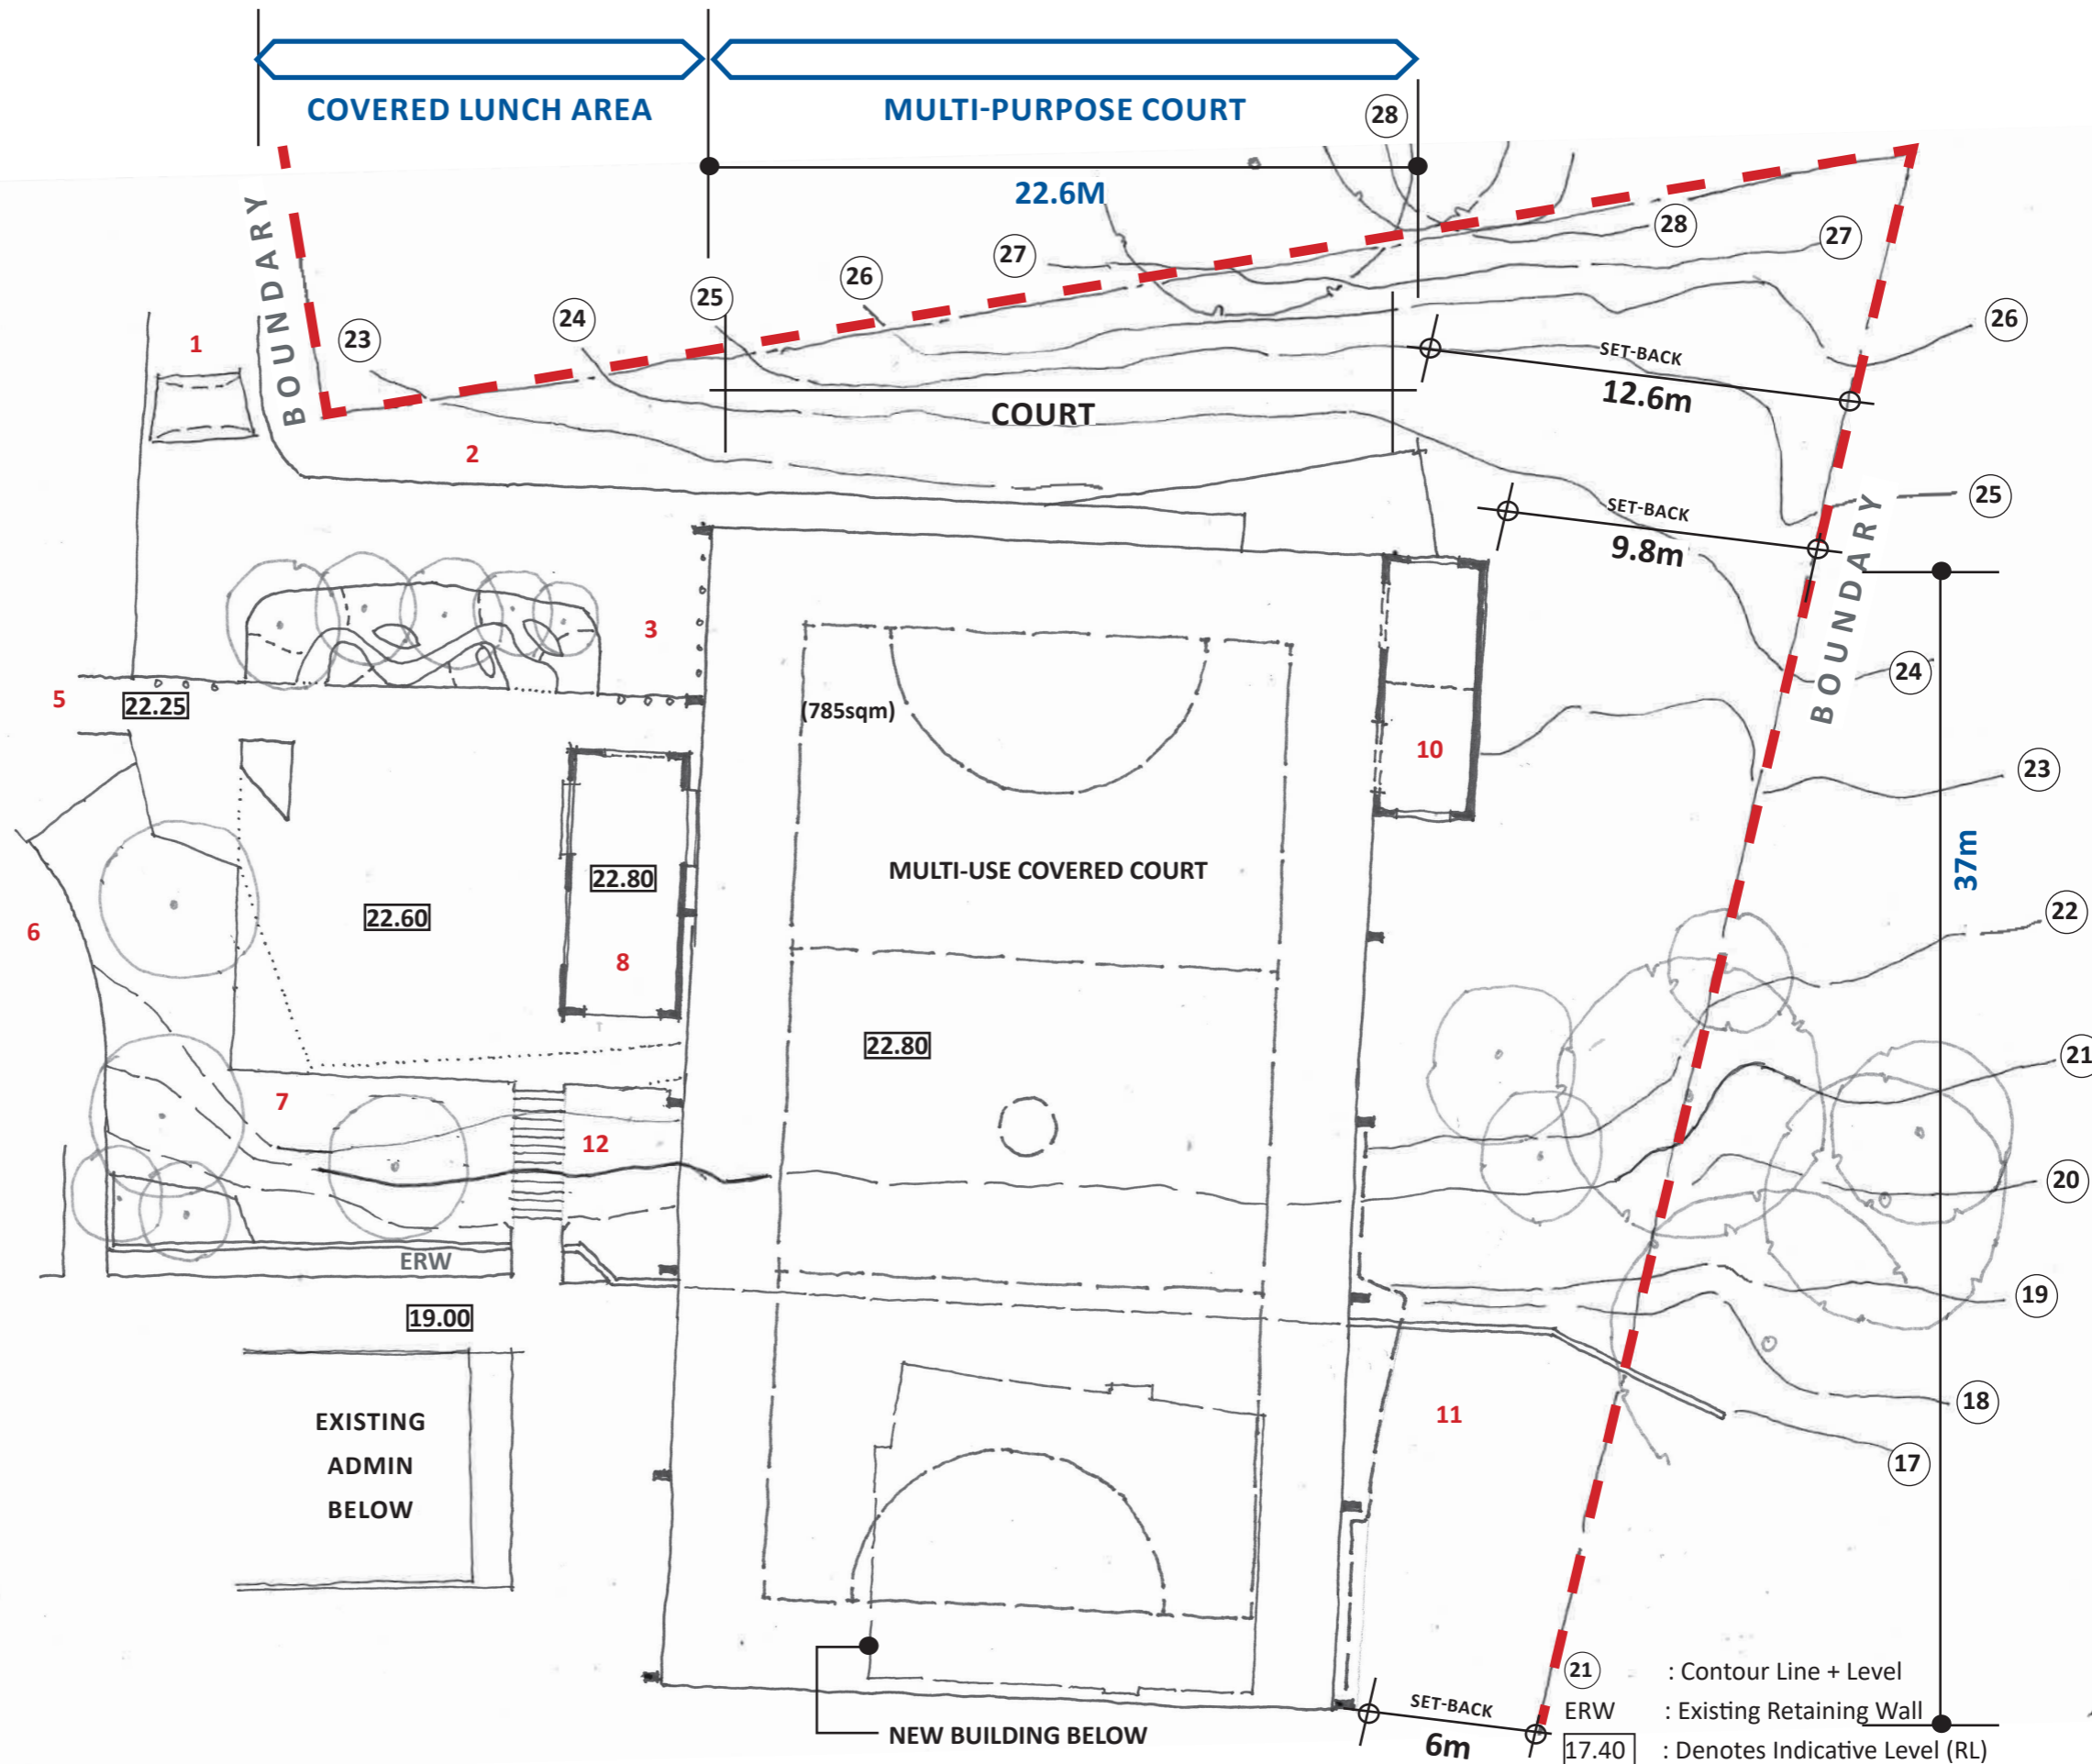 COVERED LUNCH AREA
MULTI-PURPOSE COURT
28
22.6M
BOUNDARY
28
27
27
26
25
26
24
23
1
SET-BACK
12.6m
COURT
2
25
SET-BACK
9.8m
BOUNDARY
3
24
5
22.25
(785sqm)
10
23
37m
MULTI-USE COVERED COURT
22.80
22.60
22
6
8
22.80
21
7
12
20
ERW
19
19.00
18
EXISTING
ADMIN
BELOW
11
17
21 : Contour Line + Level
ERW : Existing Retaining Wall
17.40 : Denotes Indicative Level (RL)
SET-BACK
6m
NEW BUILDING BELOW